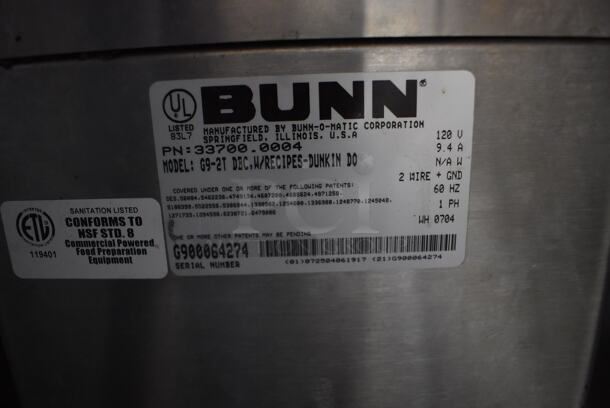 UL
BUNN®
LISTED
83L7
MANUFACTURED BY BUNN-O-MATIC CORPORATION
SPRINGFIELD, ILLINOIS, U.S.A
PN:33700.0004
MODEL: G9-2T DBC,W/RECIPES-DUNKIN DO
120 V
9.4 A
N/A W
2 WIRE + GND
60 HZ
1 PH
WH 0704
COVERED UNDER ONE OR MORE OF THE FOLLOWING PATENTS:
ONE OR MORE OTHER PATENTS MAY BE PENDING
G900064274
SERIAL NUMBER
(01)072504061917 (21)G900064274
ETL
119401
SANITATION LISTED
CONFORMS TO
NSF STD. 8
Commercial Powered
Food Preparation
Equipment